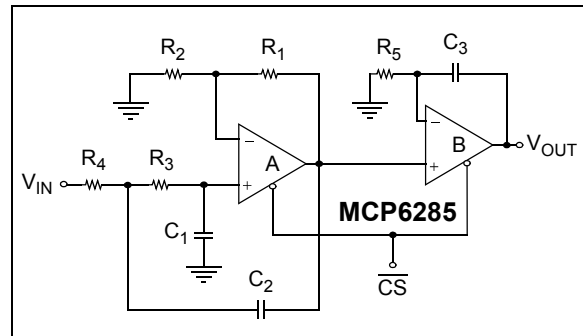 R2 R1 R5 C3
− −
R4 R3 A B VOUT
VIN + +
MCP6285
C1
CS
C2